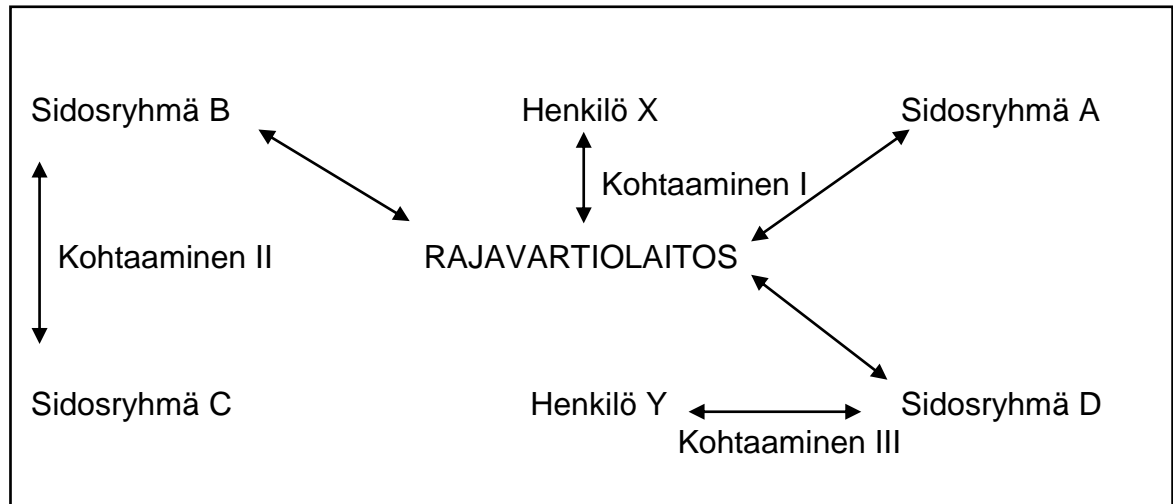 Sidosryhmä B
Henkilö X
Sidosryhmä A
Kohtaaminen I
Kohtaaminen II
RAJAVARTIOLAITOS
Sidosryhmä C
Henkilö Y
Sidosryhmä D
Kohtaaminen III